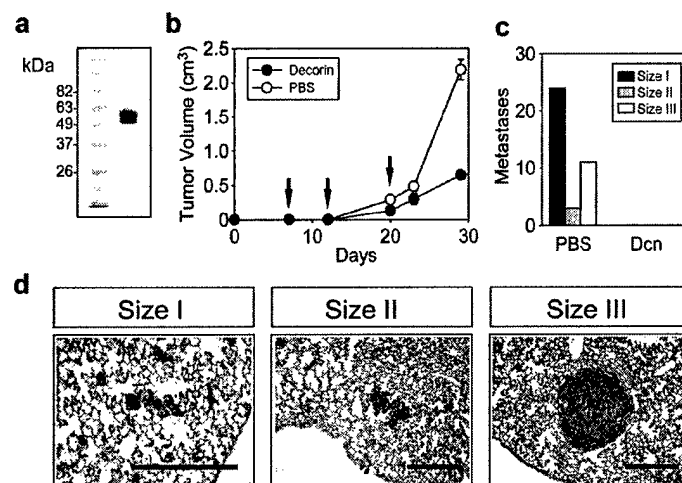 a
kDa
82
63
49
37
26
b
Tumor Volume (cm3)
2.5
2.0
1.5
1.0
0.5
0
Decorin
PBS
0 10 20 30
Days
c
Metastases
30
20
10
0
Size I
Size II
Size III
PBS Dcn
d
Size I Size II Size III